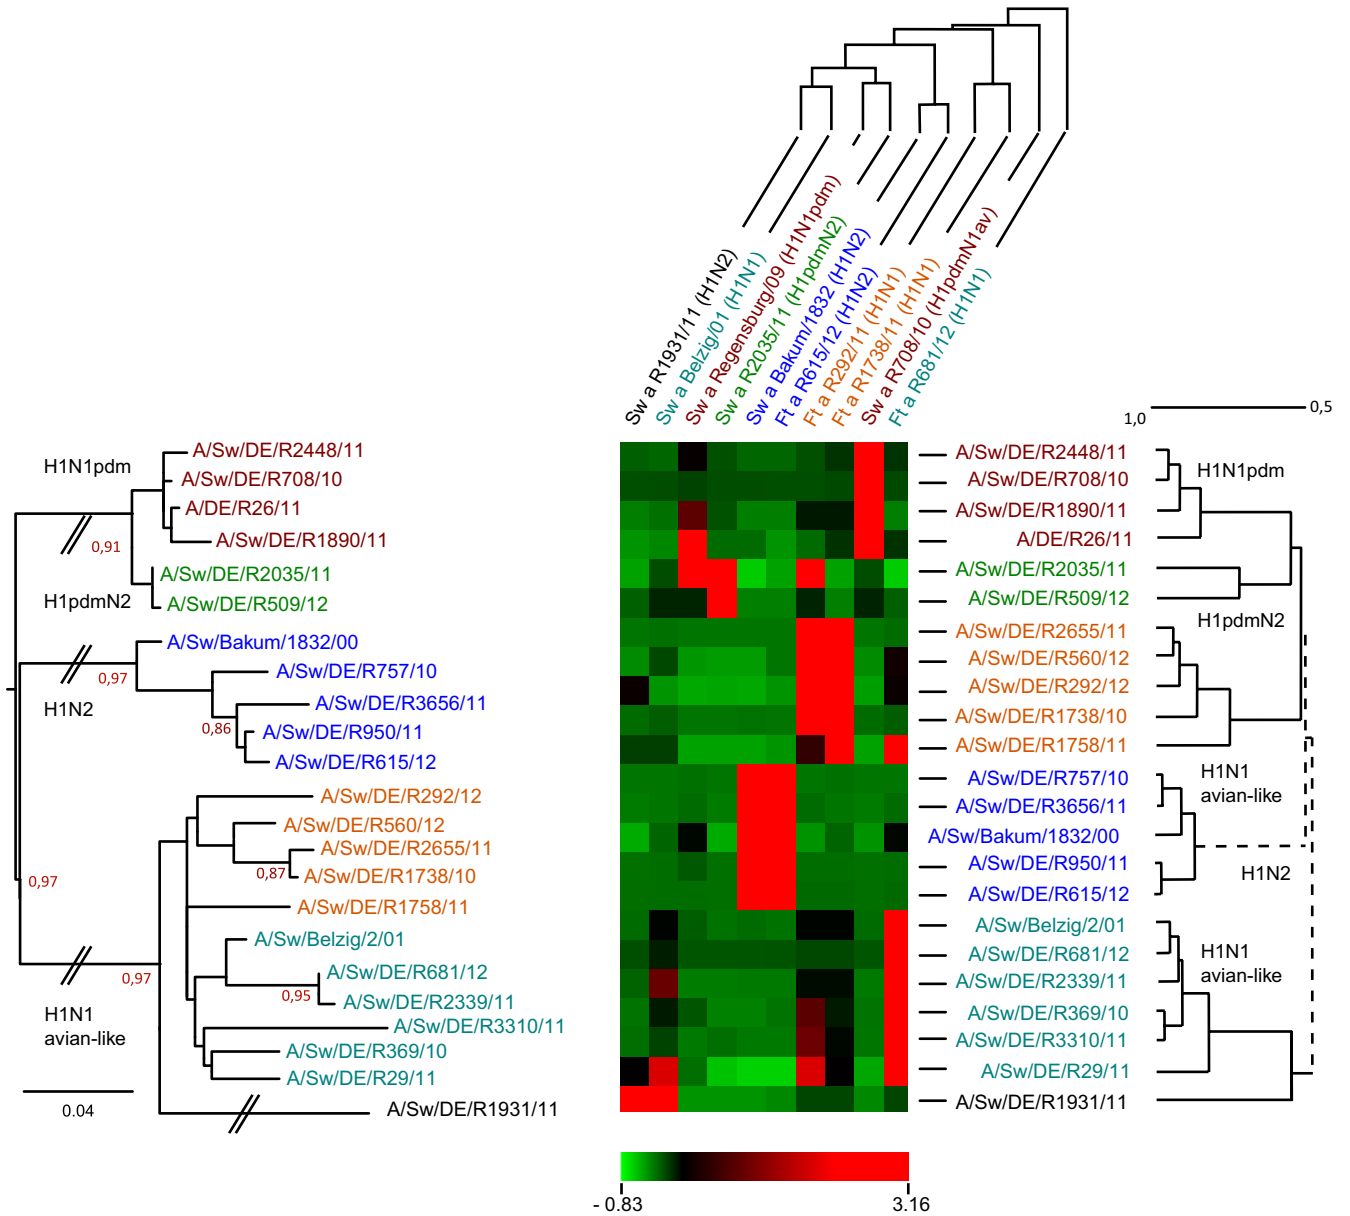 Sw a R1931/11 (H1N2)
Sw a Belzig/01 (H1N1)
Sw a Regensburg/09 (H1N1pdm)
Sw a R2035/11 (H1pdmN2)
Sw a Bakum/1832 (H1N2)
Ft a R615/12 (H1N2)
Ft a R292/11 (H1N1)
Ft a R1738/11 (H1N1)
Sw a R708/10 (H1pdmN1av)
Ft a R681/12 (H1N1)
1,0
0,5
H1N1pdm
A/Sw/DE/R2448/11
A/Sw/DE/R708/10
A/DE/R26/11
A/Sw/DE/R1890/11
0,91
A/Sw/DE/R2035/11
H1pdmN2
A/Sw/DE/R509/12
A/Sw/Bakum/1832/00
0,97
A/Sw/DE/R757/10
H1N2
A/Sw/DE/R3656/11
0,86
A/Sw/DE/R950/11
A/Sw/DE/R615/12
A/Sw/DE/R292/12
A/Sw/DE/R560/12
A/Sw/DE/R2655/11
0,87
A/Sw/DE/R1738/10
0,97
A/Sw/DE/R1758/11
A/Sw/Belzig/2/01
0,97
A/Sw/DE/R681/12
0,95
A/Sw/DE/R2339/11
H1N1
avian-like
A/Sw/DE/R3310/11
A/Sw/DE/R369/10
A/Sw/DE/R29/11
0.04
A/Sw/DE/R1931/11
A/Sw/DE/R2448/11
H1N1pdm
A/Sw/DE/R708/10
A/Sw/DE/R1890/11
A/DE/R26/11
A/Sw/DE/R2035/11
A/Sw/DE/R509/12
H1pdmN2
A/Sw/DE/R2655/11
A/Sw/DE/R560/12
A/Sw/DE/R292/12
A/Sw/DE/R1738/10
A/Sw/DE/R1758/11
H1N1
avian-like
A/Sw/DE/R757/10
A/Sw/DE/R3656/11
A/Sw/Bakum/1832/00
A/Sw/DE/R950/11
H1N2
A/Sw/DE/R615/12
A/Sw/Belzig/2/01
H1N1
avian-like
A/Sw/DE/R681/12
A/Sw/DE/R2339/11
A/Sw/DE/R369/10
A/Sw/DE/R3310/11
A/Sw/DE/R29/11
A/Sw/DE/R1931/11
- 0.83
3.16